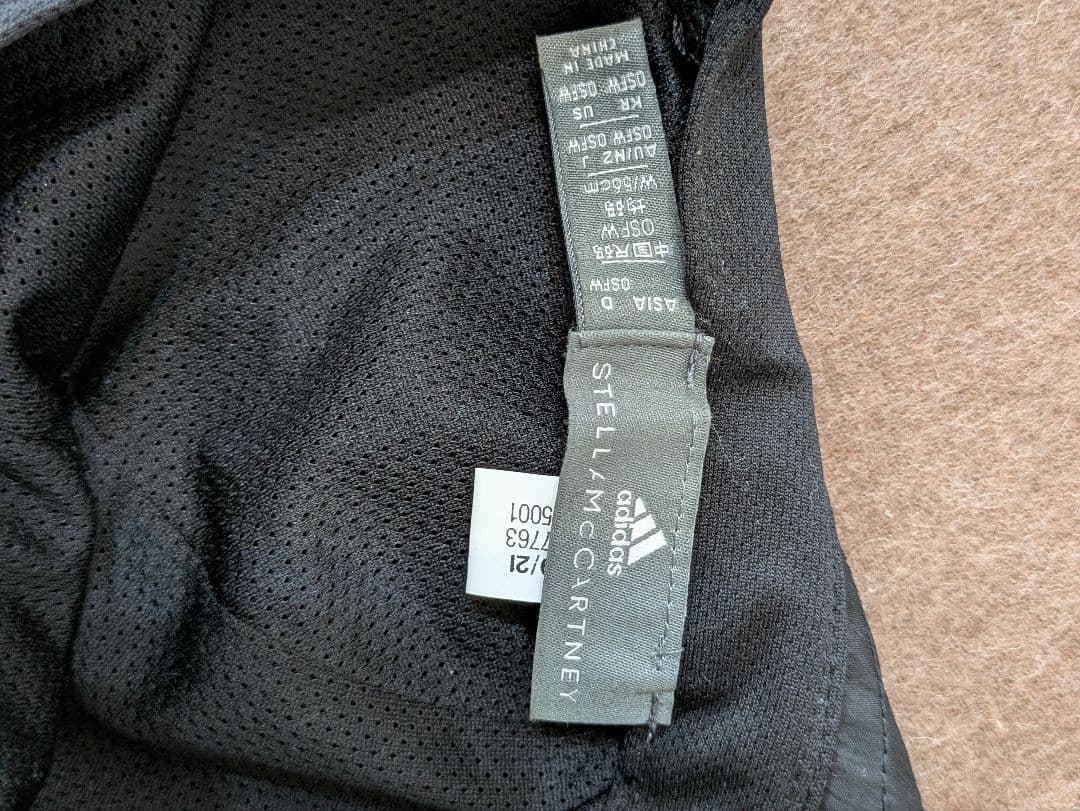 STELLA McCARTNEY
adidas
ASIA D
OSFW
中国尺码
OSFW
均码
W/56cm
AU/NZ J
OSFW OSFW
KR US
OSFW OSFW
MADE IN
CHINA
/21
7763
5001